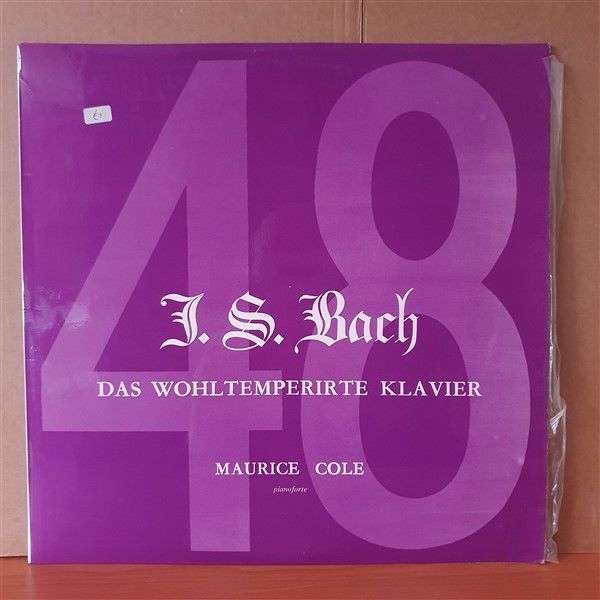 48
J. S. Bach
DAS WOHLTEMPERIRTE KLAVIER
MAURICE COLE
pianoforte